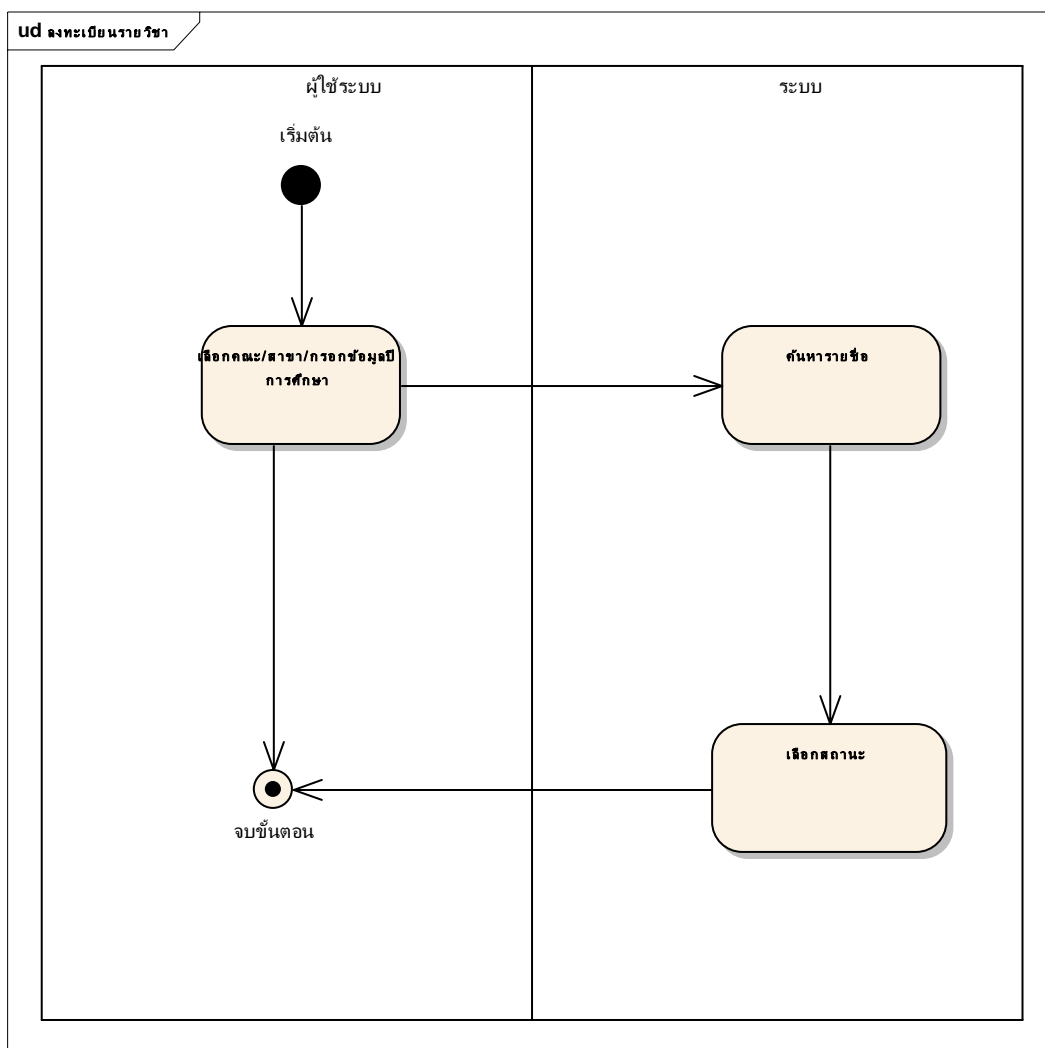 ud ลงทะเบียนรายวิชา
ผู้ใช้ระบบ
ระบบ
เริ่มต้น
เลือกคณะ/สาขา/กรอกข้อมูลปี
การศึกษา
ค้นหารายชื่อ
เลือกสถานะ
จบขั้นตอน